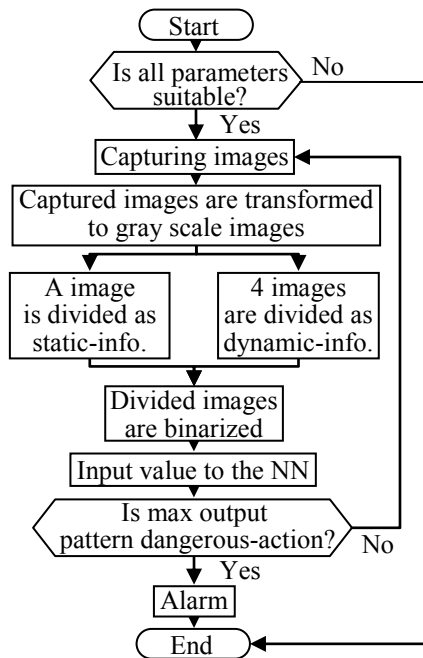 Start
Is all parameters
suitable?
No
Yes
Capturing images
Captured images are transformed
to gray scale images
A image
is divided as
static-info.
4 images
are divided as
dynamic-info.
Divided images
are binarized
Input value to the NN
Is max output
pattern dangerous-action?
No
Yes
Alarm
End